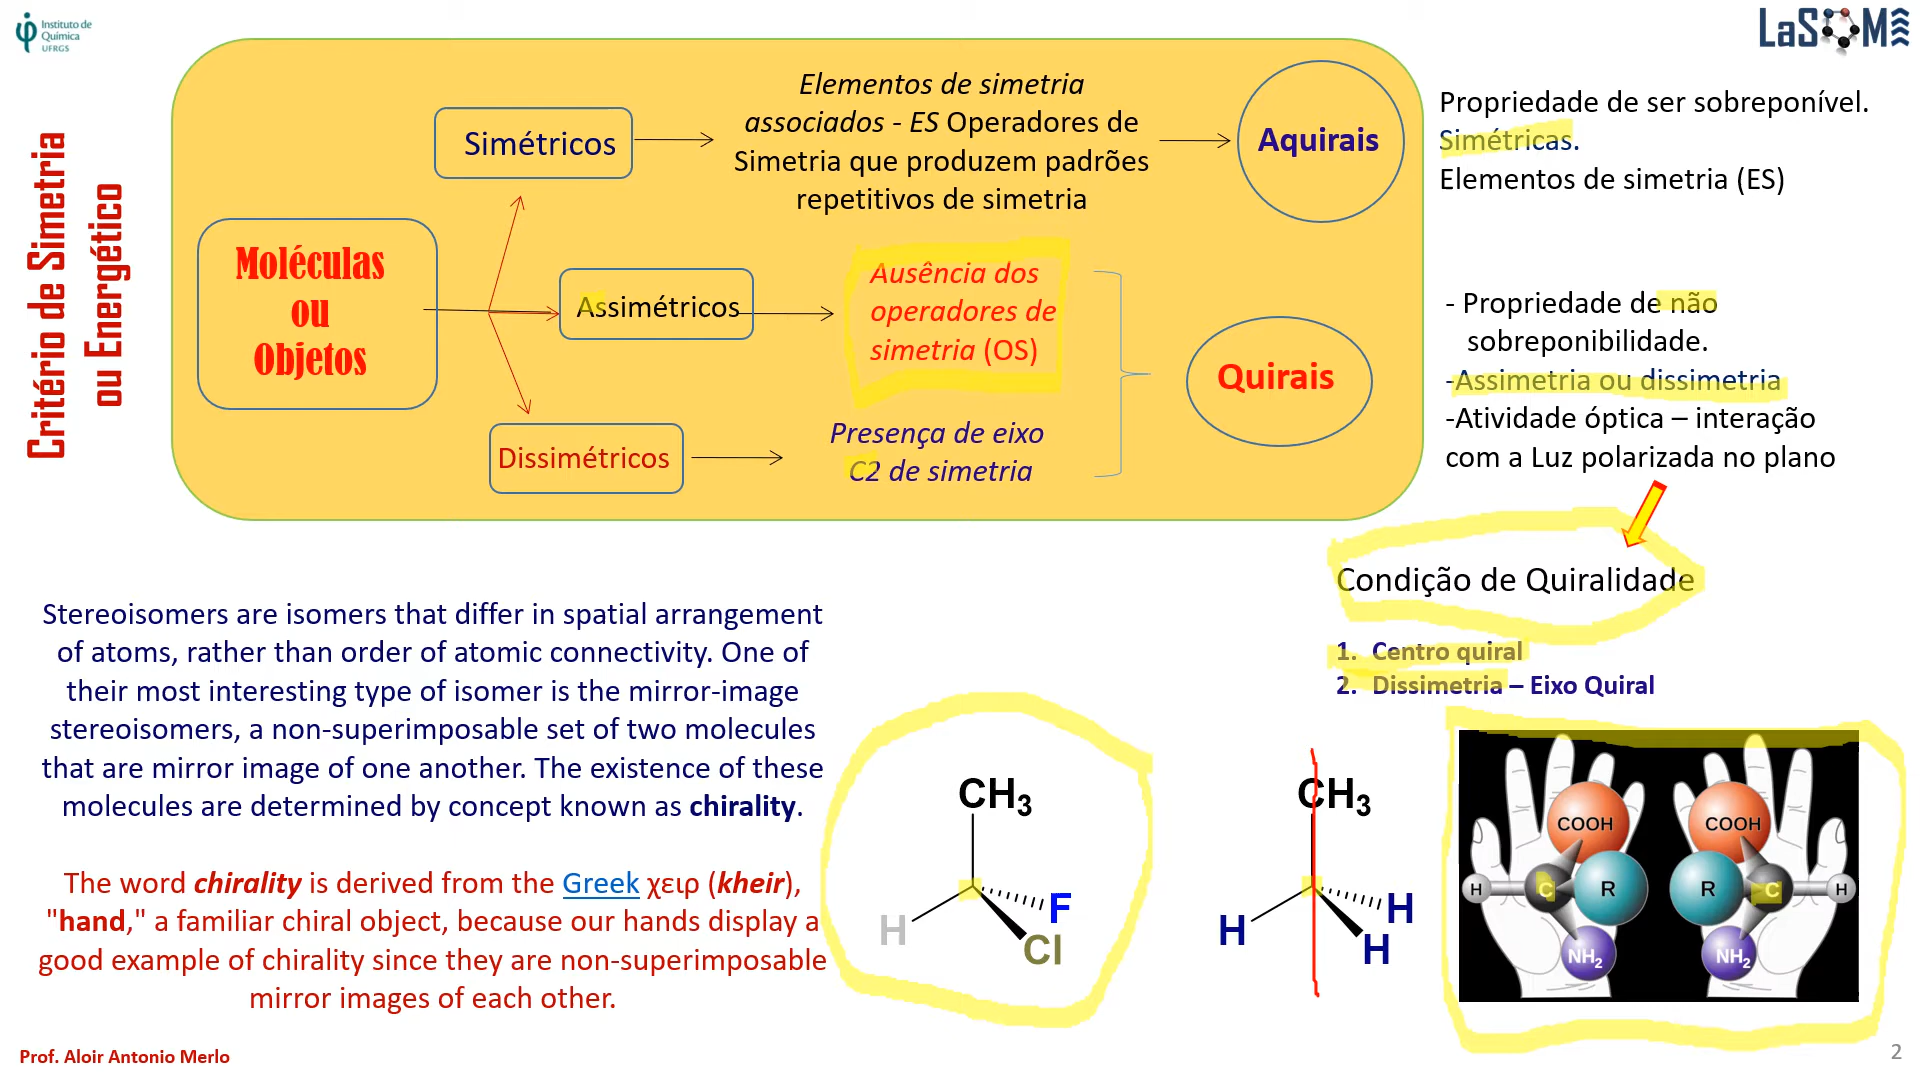 Instituto de
Química
UFRGS
LaSOMI
Critério de Simetria
ou Energético
Moléculas
ou
Objetos
Simétricos
Elementos de simetria
associados - ES Operadores de
Simetria que produzem padrões
repetitivos de simetria
Aquirais
Assimétricos
Ausência dos
operadores de
simetria (OS)
Quirais
Dissimétricos
Presença de eixo
C2 de simetria
Propriedade de ser sobreponível.
Simétricas.
Elementos de simetria (ES)
- Propriedade de não
sobreponibilidade.
-Assimetria ou dissimetria
-Atividade óptica – interação
com a Luz polarizada no plano
Condição de Quiralidade
1. Centro quiral
2. Dissimetria – Eixo Quiral
Stereoisomers are isomers that differ in spatial arrangement
of atoms, rather than order of atomic connectivity. One of
their most interesting type of isomer is the mirror-image
stereoisomers, a non-superimposable set of two molecules
that are mirror image of one another. The existence of these
molecules are determined by concept known as chirality.
The word chirality is derived from the Greek χειρ (kheir),
"hand," a familiar chiral object, because our hands display a
good example of chirality since they are non-superimposable
mirror images of each other.
CH3
H
F
Cl
CH3
H
H
H
COOH
H
C
R
NH2
COOH
R
C
H
NH2
Prof. Aloir Antonio Merlo
2